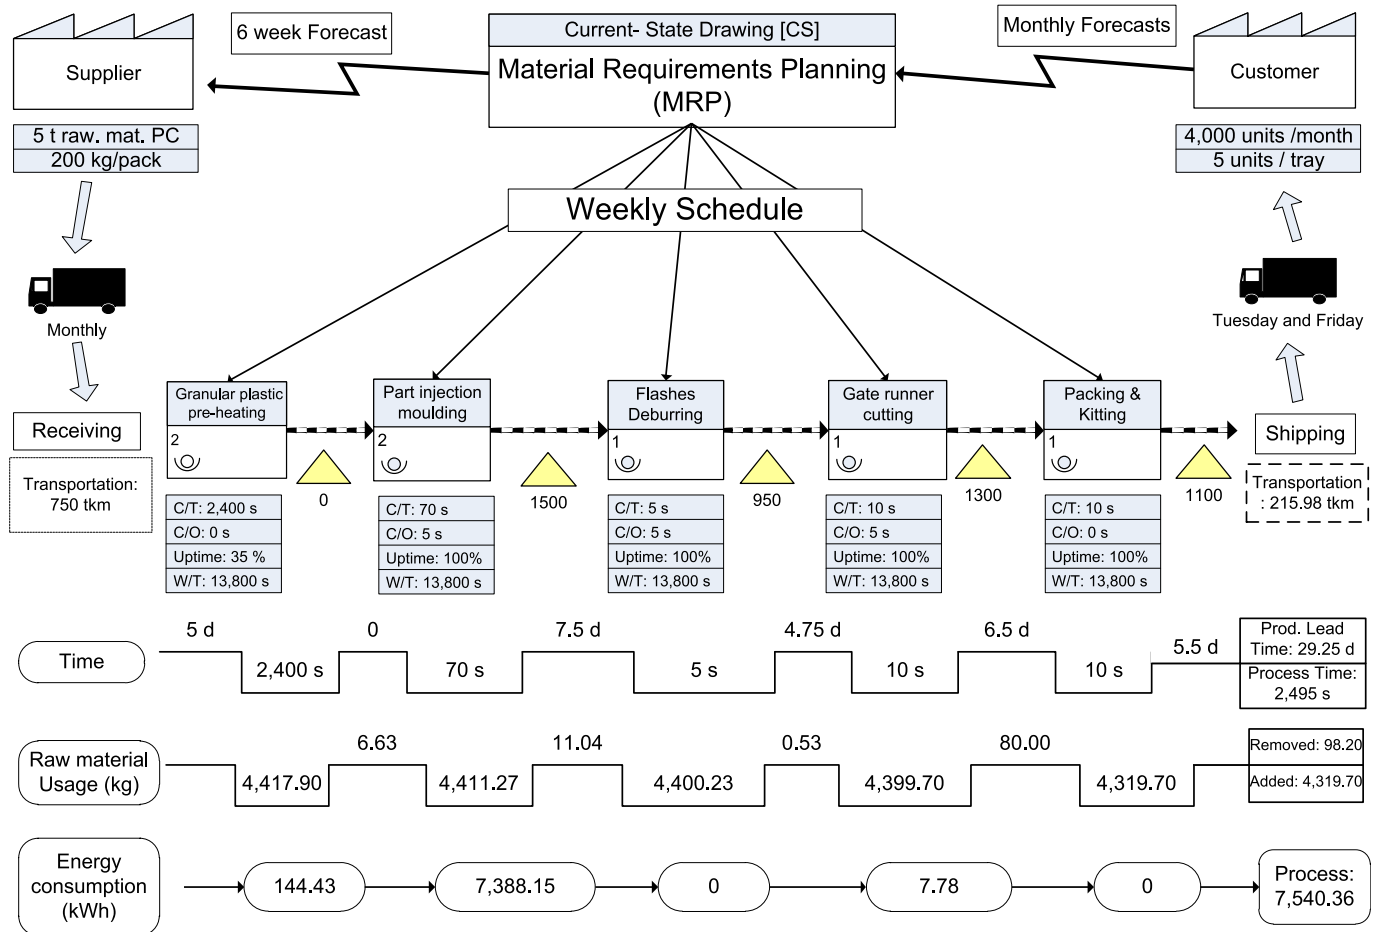 6 week Forecast
Current- State Drawing [CS]
Monthly Forecasts
Supplier
Material Requirements Planning
(MRP)
Customer
5 t raw. mat. PC
200 kg/pack
4,000 units /month
5 units / tray
Weekly Schedule
Monthly
Tuesday and Friday
Receiving
Transportation:
750 tkm
Granular plastic
pre-heating
2
0
Part injection
moulding
2
1500
Flashes
Deburring
1
950
Gate runner
cutting
1
1300
Packing &
Kitting
1
1100
Shipping
Transportation
: 215.98 tkm
C/T: 2,400 s
C/O: 0 s
Uptime: 35 %
W/T: 13,800 s
C/T: 70 s
C/O: 5 s
Uptime: 100%
W/T: 13,800 s
C/T: 5 s
C/O: 5 s
Uptime: 100%
W/T: 13,800 s
C/T: 10 s
C/O: 5 s
Uptime: 100%
W/T: 13,800 s
C/T: 10 s
C/O: 0 s
Uptime: 100%
W/T: 13,800 s
Time
5 d
2,400 s
0
70 s
7.5 d
5 s
4.75 d
10 s
6.5 d
10 s
5.5 d
Prod. Lead
Time: 29.25 d
Process Time:
2,495 s
Raw material
Usage (kg)
4,417.90
6.63
4,411.27
11.04
4,400.23
0.53
4,399.70
80.00
4,319.70
Removed: 98.20
Added: 4,319.70
Energy
consumption
(kWh)
144.43
7,388.15
0
7.78
0
Process:
7,540.36